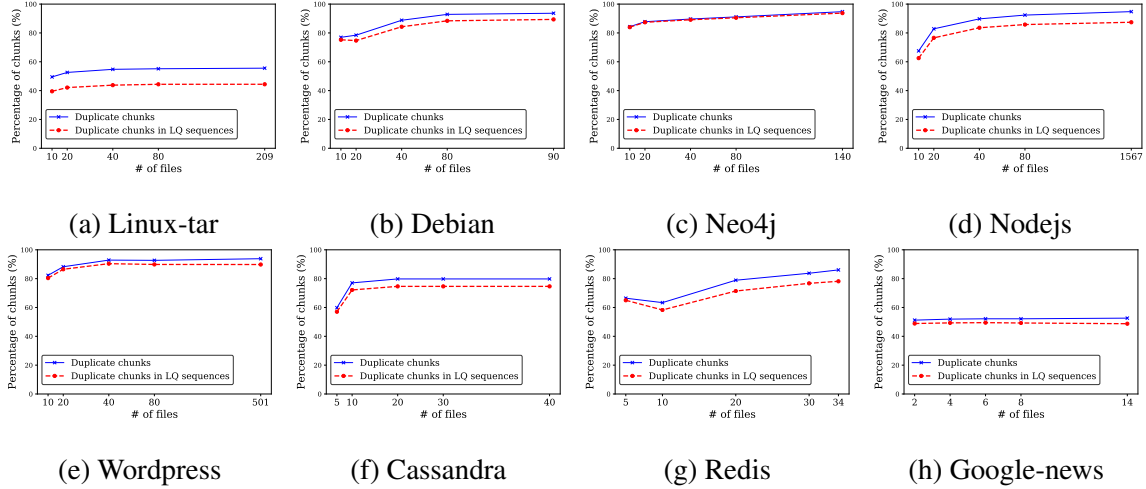 100
80
60
40
20
0
Percentage of chunks (%)
Duplicate chunks
Duplicate chunks in LQ sequences
10 20 40 80 209
# of files
(a) Linux-tar
100
80
60
40
20
0
Percentage of chunks (%)
Duplicate chunks
Duplicate chunks in LQ sequences
10 20 40 80 90
# of files
(b) Debian
100
80
60
40
20
0
Percentage of chunks (%)
Duplicate chunks
Duplicate chunks in LQ sequences
10 20 40 80 140
# of files
(c) Neo4j
100
80
60
40
20
0
Percentage of chunks (%)
Duplicate chunks
Duplicate chunks in LQ sequences
10 20 40 80 1567
# of files
(d) Nodejs
100
80
60
40
20
0
Percentage of chunks (%)
Duplicate chunks
Duplicate chunks in LQ sequences
10 20 40 80 501
# of files
(e) Wordpress
100
80
60
40
20
0
Percentage of chunks (%)
Duplicate chunks
Duplicate chunks in LQ sequences
5 10 20 30 40
# of files
(f) Cassandra
100
80
60
40
20
0
Percentage of chunks (%)
Duplicate chunks
Duplicate chunks in LQ sequences
5 10 20 30 34
# of files
(g) Redis
100
80
60
40
20
0
Percentage of chunks (%)
Duplicate chunks
Duplicate chunks in LQ sequences
2 4 6 8 14
# of files
(h) Google-news